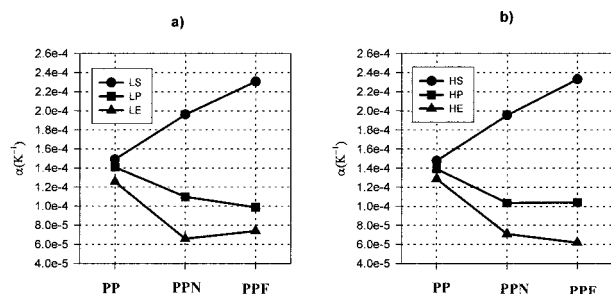 a)
α(K⁻¹)
2.6e-4
2.4e-4
2.2e-4
2.0e-4
1.8e-4
1.6e-4
1.4e-4
1.2e-4
1.0e-4
8.0e-5
6.0e-5
4.0e-5
LS
LP
LE
PP PPN PPF
b)
α(K⁻¹)
2.6e-4
2.4e-4
2.2e-4
2.0e-4
1.8e-4
1.6e-4
1.4e-4
1.2e-4
1.0e-4
8.0e-5
6.0e-5
4.0e-5
HS
HP
HE
PP PPN PPF